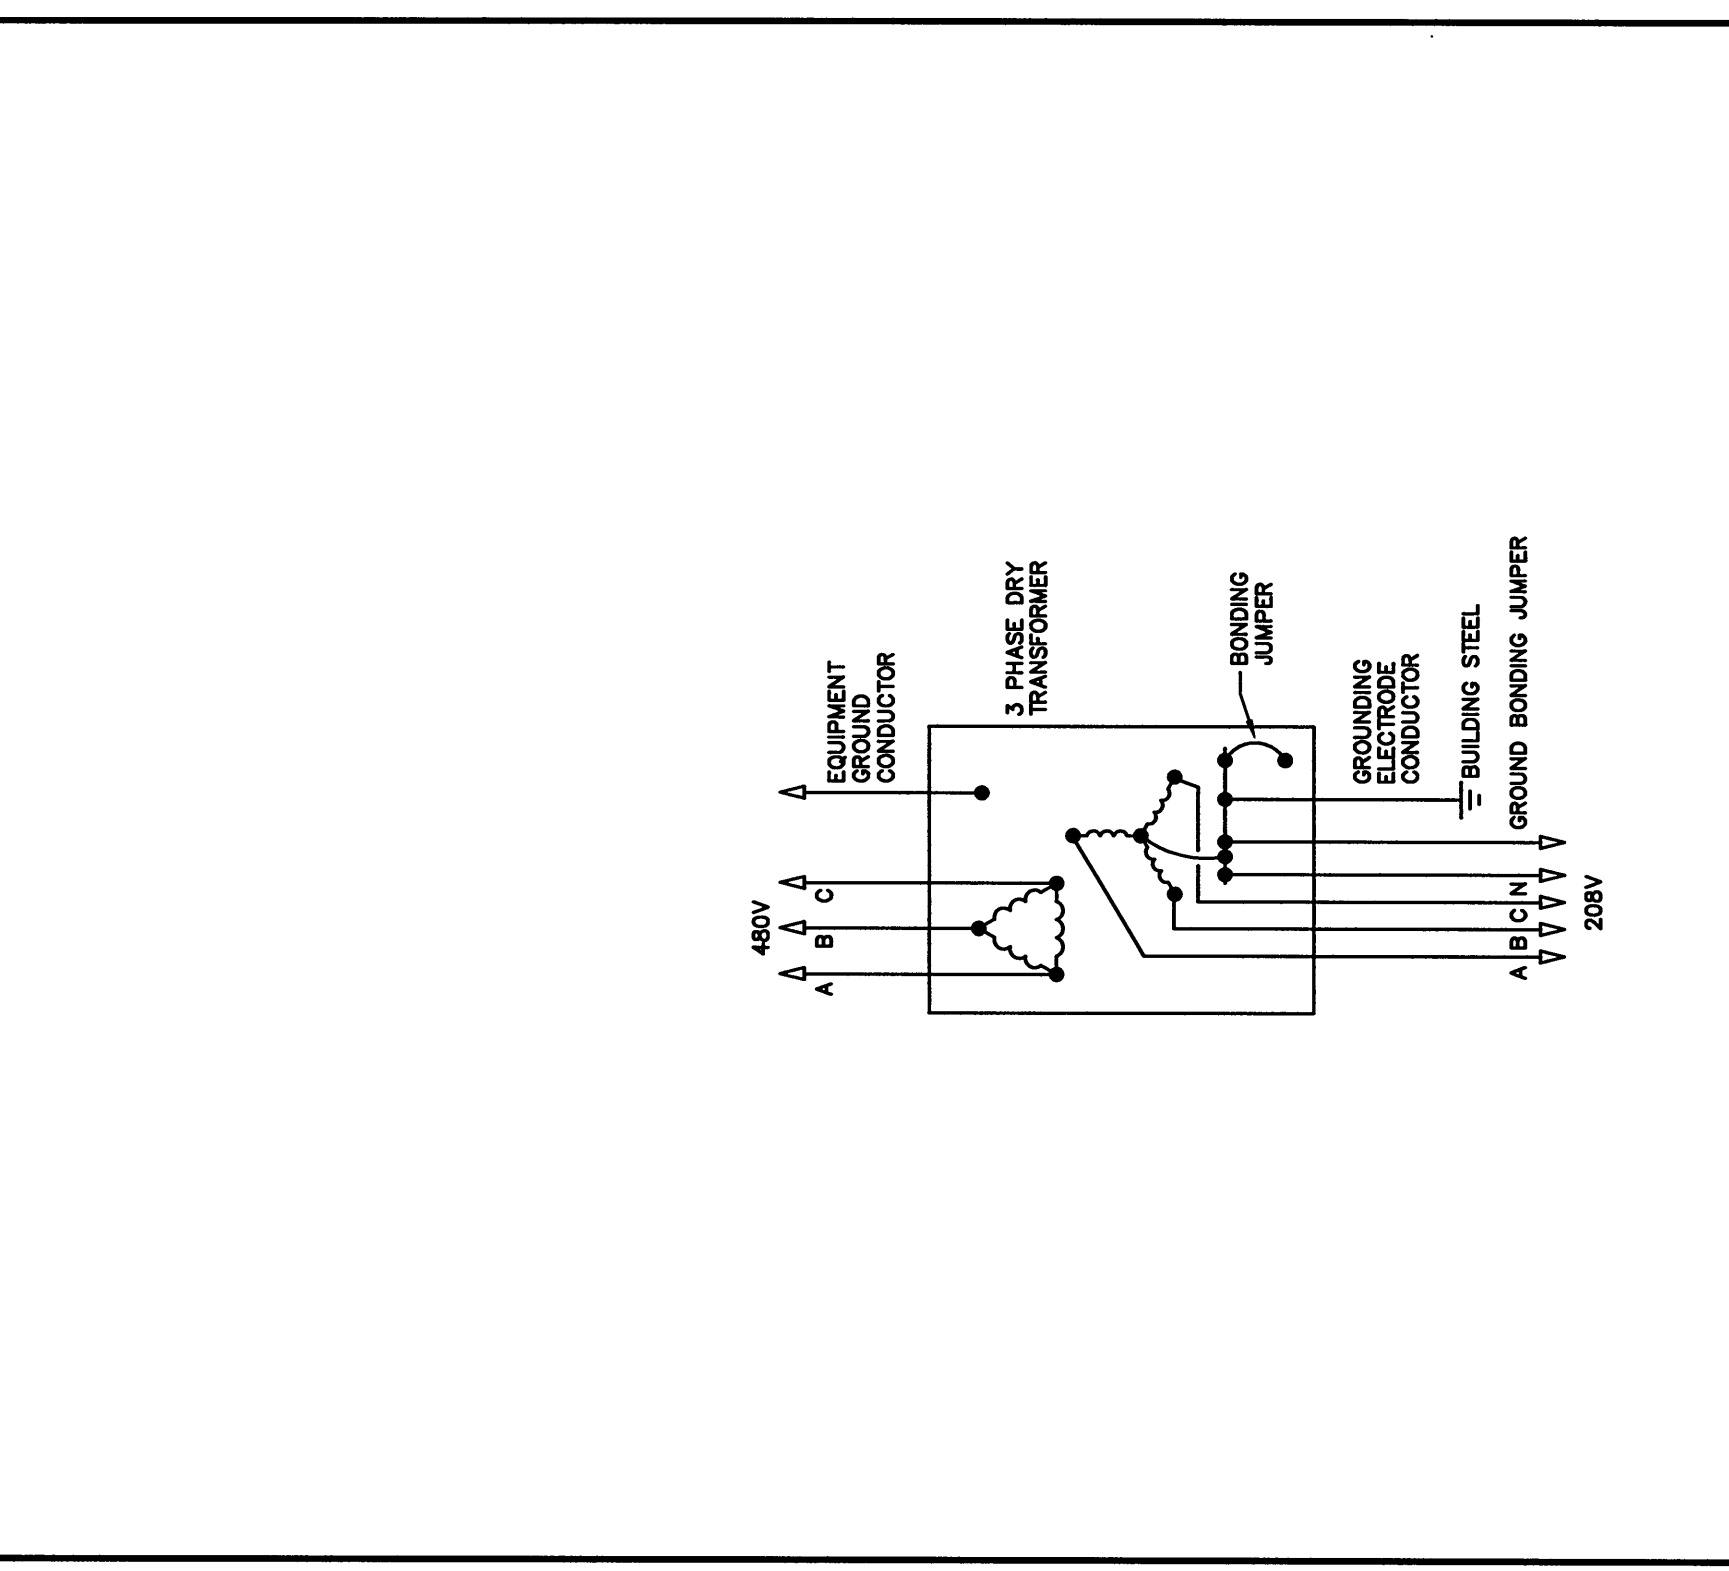 480V
A
B
C
EQUIPMENT
GROUND
CONDUCTOR
3 PHASE DRY
TRANSFORMER
BONDING
JUMPER
GROUNDING
ELECTRODE
CONDUCTOR
BUILDING STEEL
A B C N GROUND BONDING JUMPER
208V